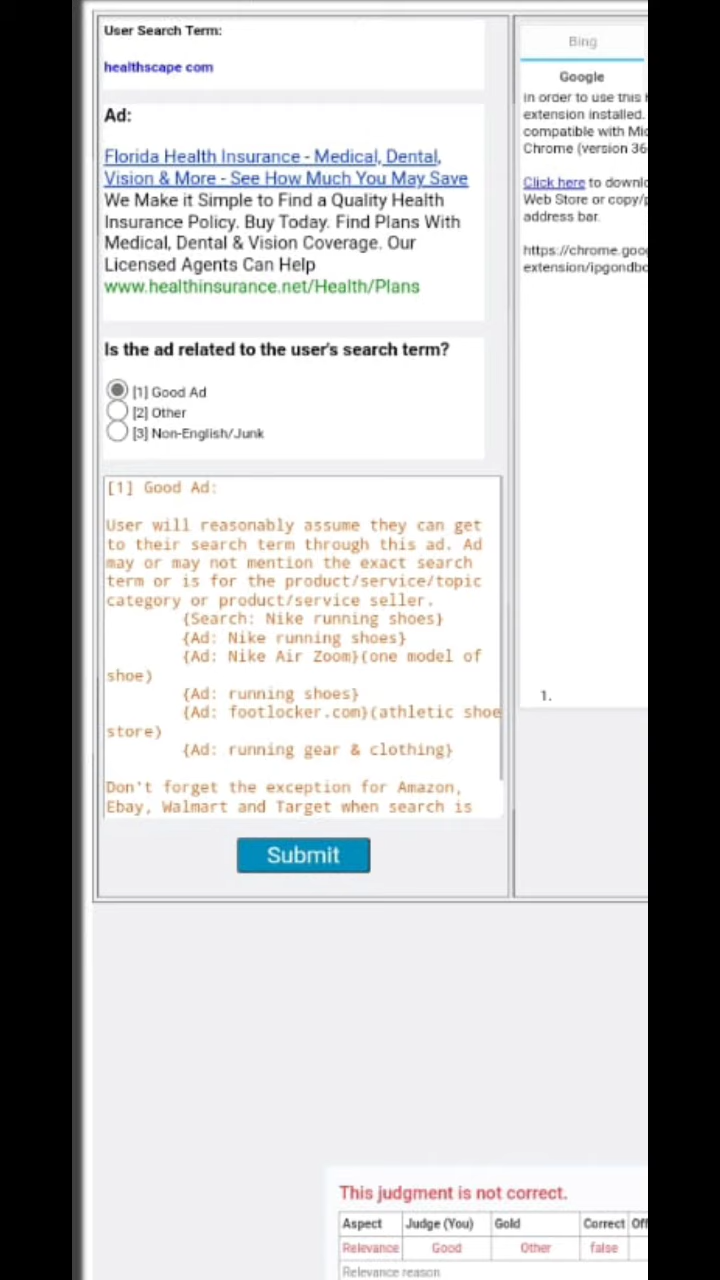 User Search Term:
healthscape com
Ad:
Florida Health Insurance - Medical, Dental,
Vision & More - See How Much You May Save
We Make it Simple to Find a Quality Health
Insurance Policy. Buy Today. Find Plans With
Medical, Dental & Vision Coverage. Our
Licensed Agents Can Help
www.healthinsurance.net/Health/Plans
Is the ad related to the user's search term?
[1] Good Ad
[2] Other
[3] Non-English/Junk
[1] Good Ad:
User will reasonably assume they can get
to their search term through this ad. Ad
may or may not mention the exact search
term or is for the product/service/topic
category or product/service seller.
{Search: Nike running shoes}
{Ad: Nike running shoes}
{Ad: Nike Air Zoom}(one model of
shoe)
{Ad: running shoes}
{Ad: footlocker.com}(athletic shoe
store)
{Ad: running gear & clothing}
Don't forget the exception for Amazon,
Ebay, Walmart and Target when search is
Submit
Bing
Google
In order to use this
extension installed.
compatible with Mic
Chrome (version 36
Click here to downlo
Web Store or copy/p
address bar.
https://chrome.goog
extension/ipgondbc
1.
This judgment is not correct.
Aspect Judge (You) Gold Correct Off
Relevance Good Other false
Relevance reason